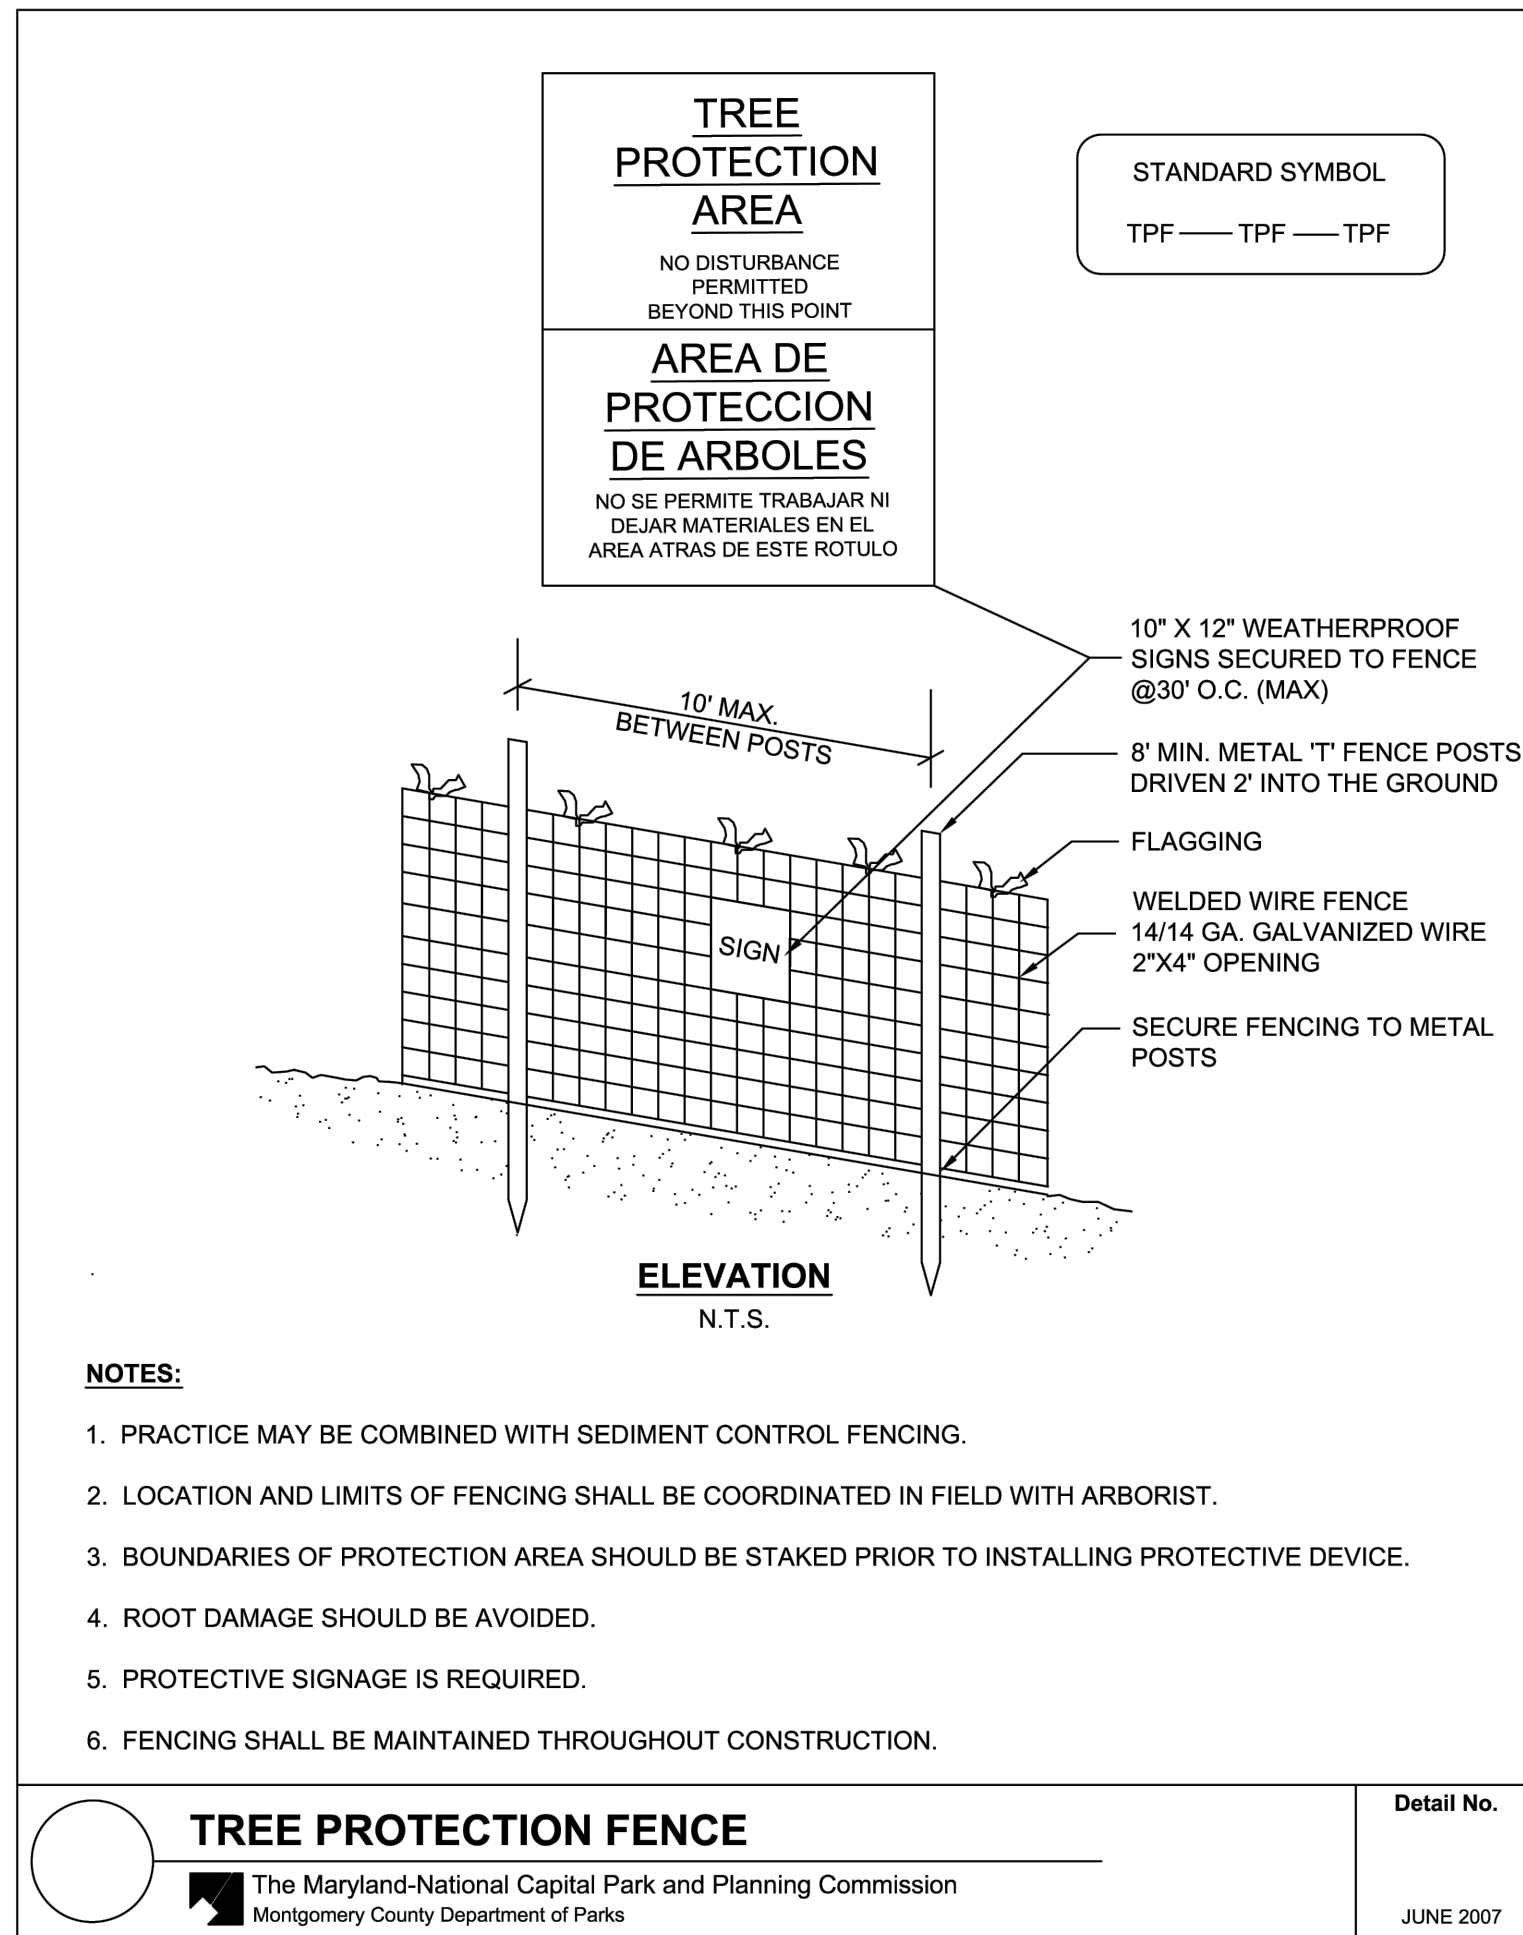 TREE
PROTECTION
AREA
NO DISTURBANCE
PERMITTED
BEYOND THIS POINT
AREA DE
PROTECCION
DE ARBOLES
NO SE PERMITE TRABAJAR NI
DEJAR MATERIALES EN EL
AREA ATRAS DE ESTE ROTULO
STANDARD SYMBOL
TPF —— TPF —— TPF
10" X 12" WEATHERPROOF
SIGNS SECURED TO FENCE
@30' O.C. (MAX)
10' MAX.
BETWEEN POSTS
8' MIN. METAL 'T' FENCE POSTS
DRIVEN 2' INTO THE GROUND
FLAGGING
WELDED WIRE FENCE
14/14 GA. GALVANIZED WIRE
2"X4" OPENING
SIGN
SECURE FENCING TO METAL
POSTS
ELEVATION
N.T.S.
NOTES:
1. PRACTICE MAY BE COMBINED WITH SEDIMENT CONTROL FENCING.
2. LOCATION AND LIMITS OF FENCING SHALL BE COORDINATED IN FIELD WITH ARBORIST.
3. BOUNDARIES OF PROTECTION AREA SHOULD BE STAKED PRIOR TO INSTALLING PROTECTIVE DEVICE.
4. ROOT DAMAGE SHOULD BE AVOIDED.
5. PROTECTIVE SIGNAGE IS REQUIRED.
6. FENCING SHALL BE MAINTAINED THROUGHOUT CONSTRUCTION.
TREE PROTECTION FENCE
The Maryland-National Capital Park and Planning Commission
Montgomery County Department of Parks
Detail No.
JUNE 2007